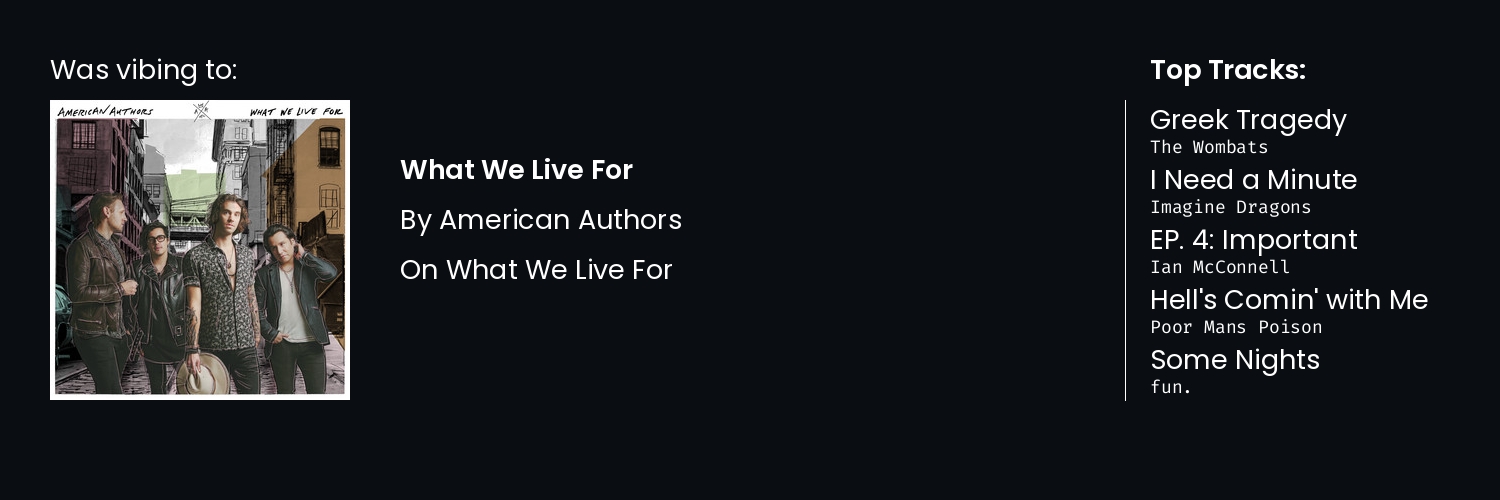 Was vibing to:
AMERICAN AUTHORS
WHAT WE LIVE FOR
What We Live For
By American Authors
On What We Live For
Top Tracks:
Greek Tragedy
The Wombats
I Need a Minute
Imagine Dragons
EP. 4: Important
Ian McConnell
Hell's Comin' with Me
Poor Mans Poison
Some Nights
fun.